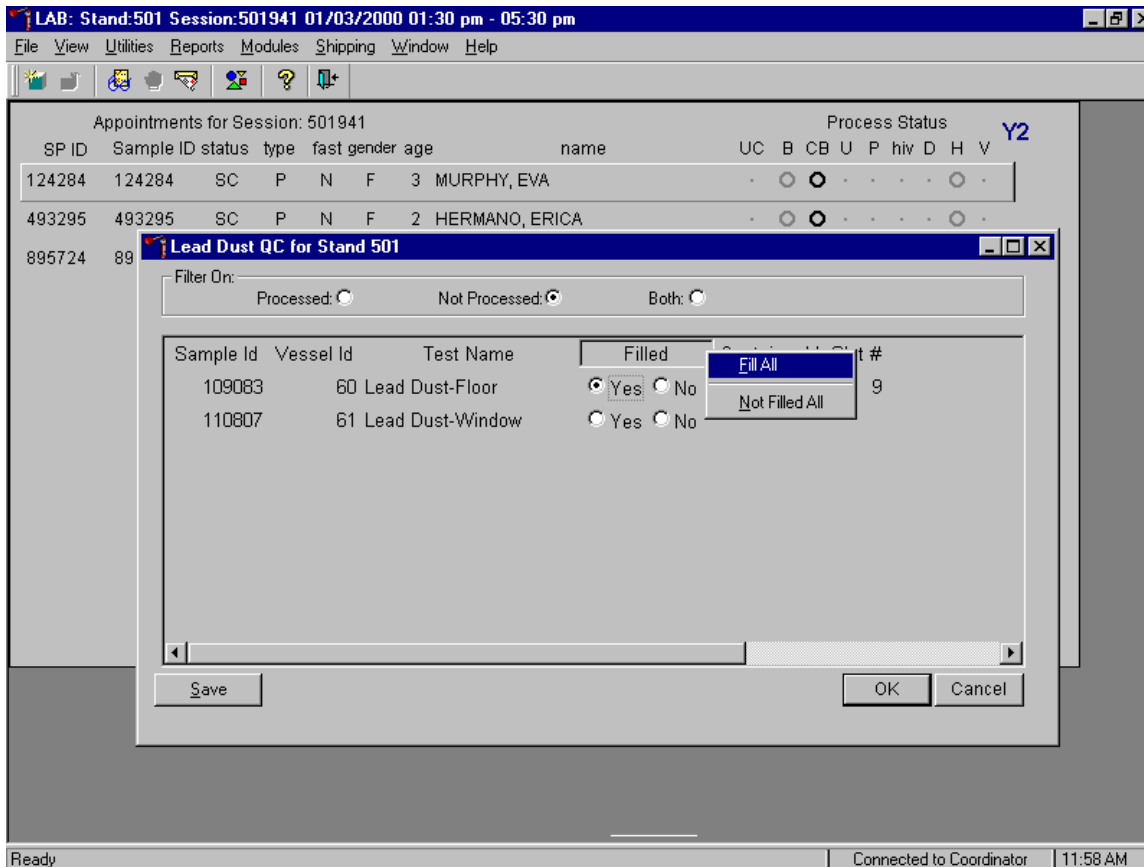 LAB: Stand:501 Session:501941 01/03/2000 01:30 pm - 05:30 pm
File View Utilities Reports Modules Shipping Window Help
Appointments for Session: 501941 Process Status Y2
SP ID Sample ID status type fast gender age name UC B CB U P hiv D H V
124284 124284 SC P N F 3 MURPHY, EVA
493295 493295 SC P N F 2 HERMANO, ERICA
895724 89
Lead Dust QC for Stand 501
Filter On:
Processed: Not Processed: Both:
Sample Id Vessel Id Test Name Filled #
Fill All
109083 60 Lead Dust-Floor Yes No 9
Not Filled All
110807 61 Lead Dust-Window Yes No
Save OK Cancel
Ready Connected to Coordinator 11:58 AM